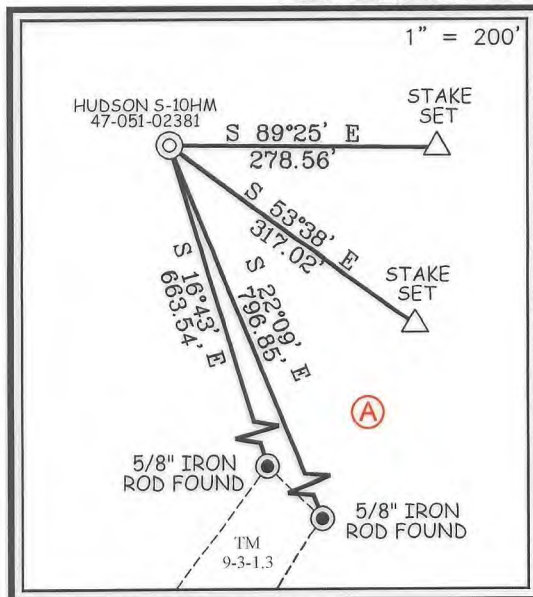 1" = 200'
HUDSON S-10HM
47-051-02381
STAKE
SET
S 89°25' E
278.56'
S 53°38' E
317.02'
STAKE
SET
S 22°09' E
796.85'
S 16°43' E
663.54'
A
5/8" IRON
ROD FOUND
5/8" IRON
ROD FOUND
TM
9-3-1.3